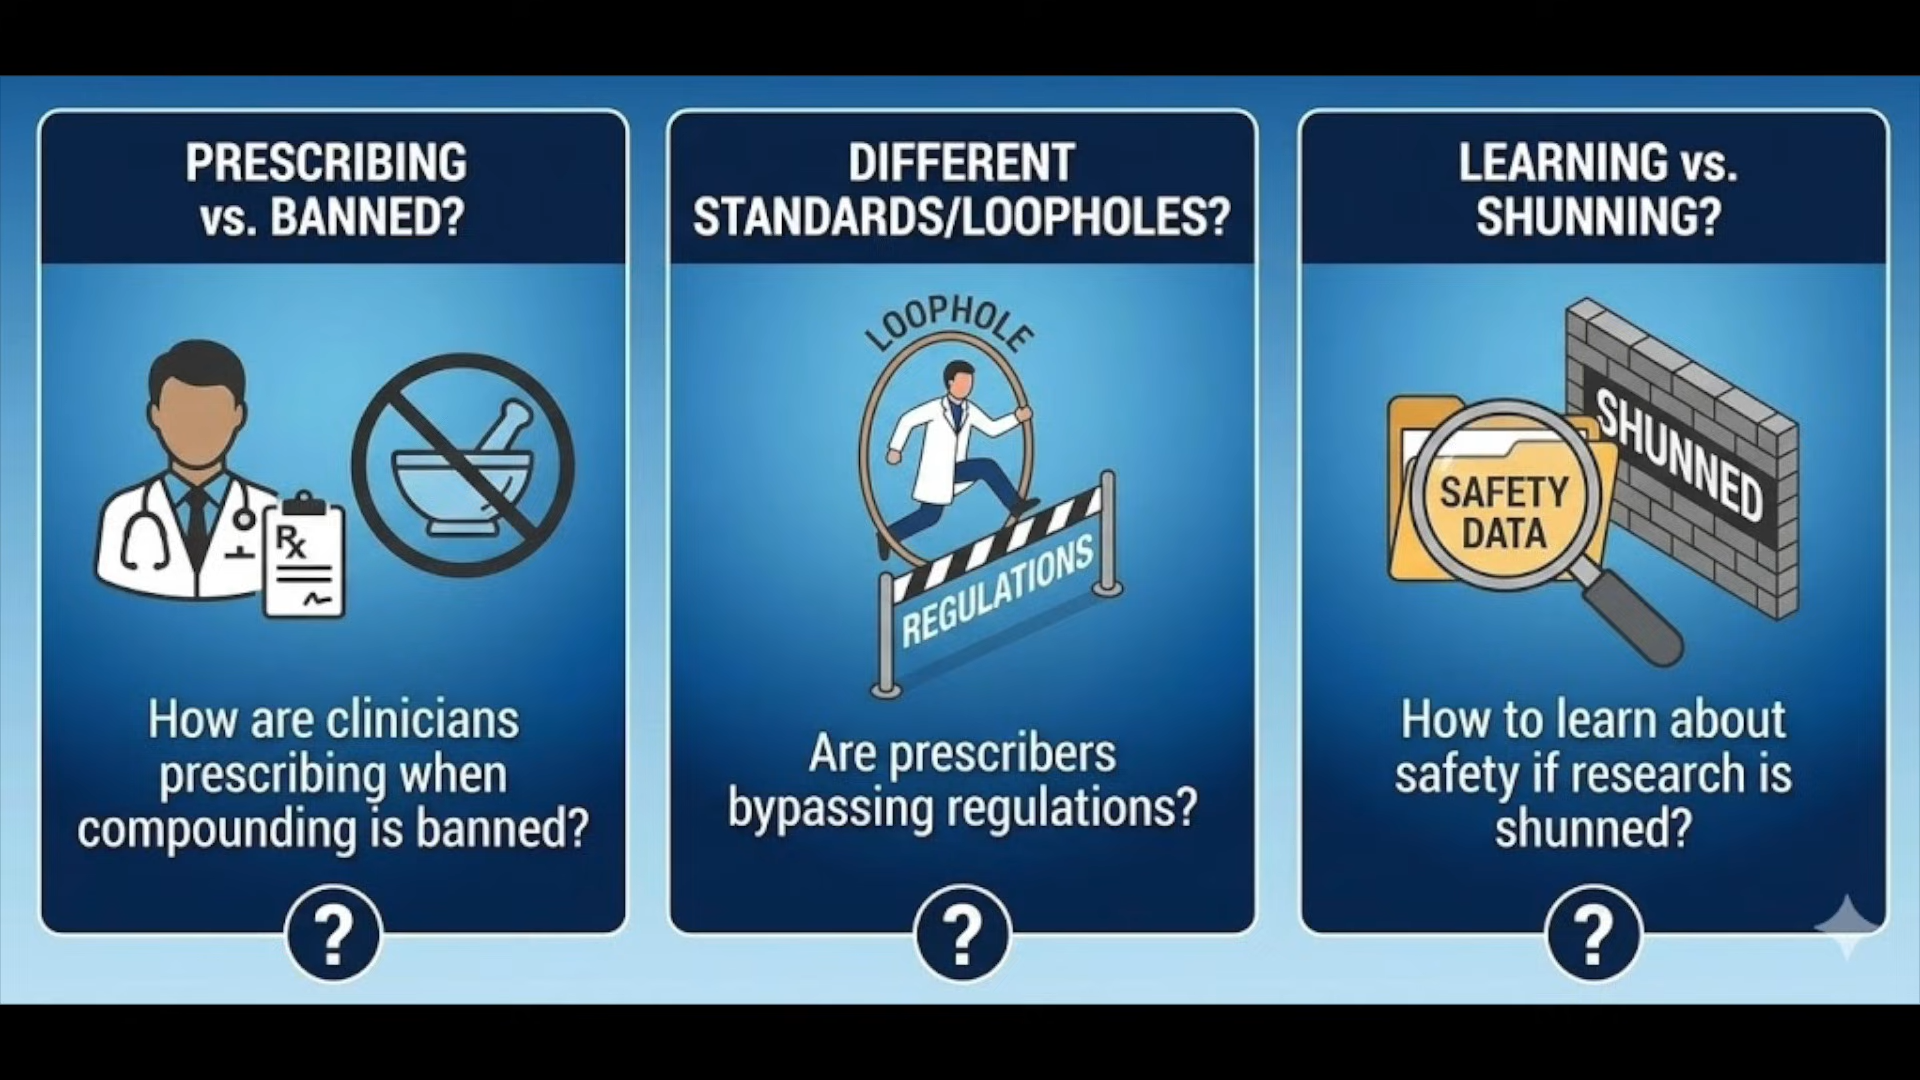 PRESCRIBING
vs. BANNED?
Rx
How are clinicians
prescribing when
compounding is banned?
?
DIFFERENT
STANDARDS/LOOPHOLES?
LOOPHOLE
REGULATIONS
Are prescribers
bypassing regulations?
?
LEARNING vs.
SHUNNING?
SHUNNED
SAFETY
DATA
How to learn about
safety if research is
shunned?
?